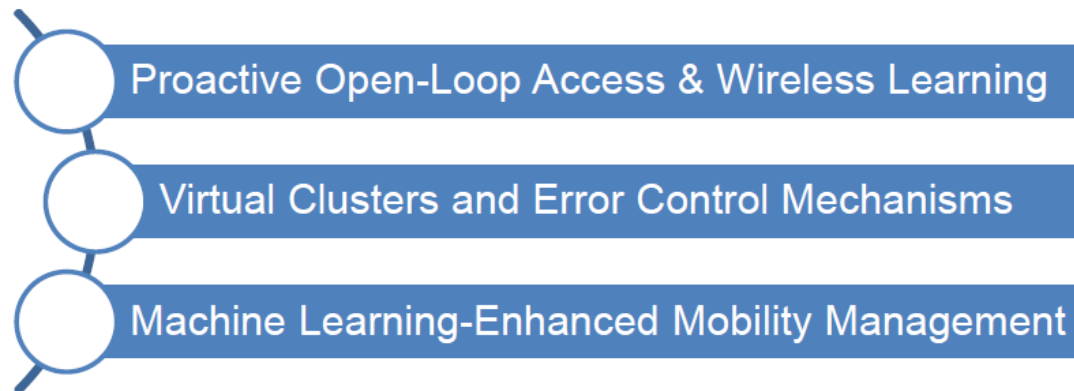 Proactive Open-Loop Access & Wireless Learning
Virtual Clusters and Error Control Mechanisms
Machine Learning-Enhanced Mobility Management